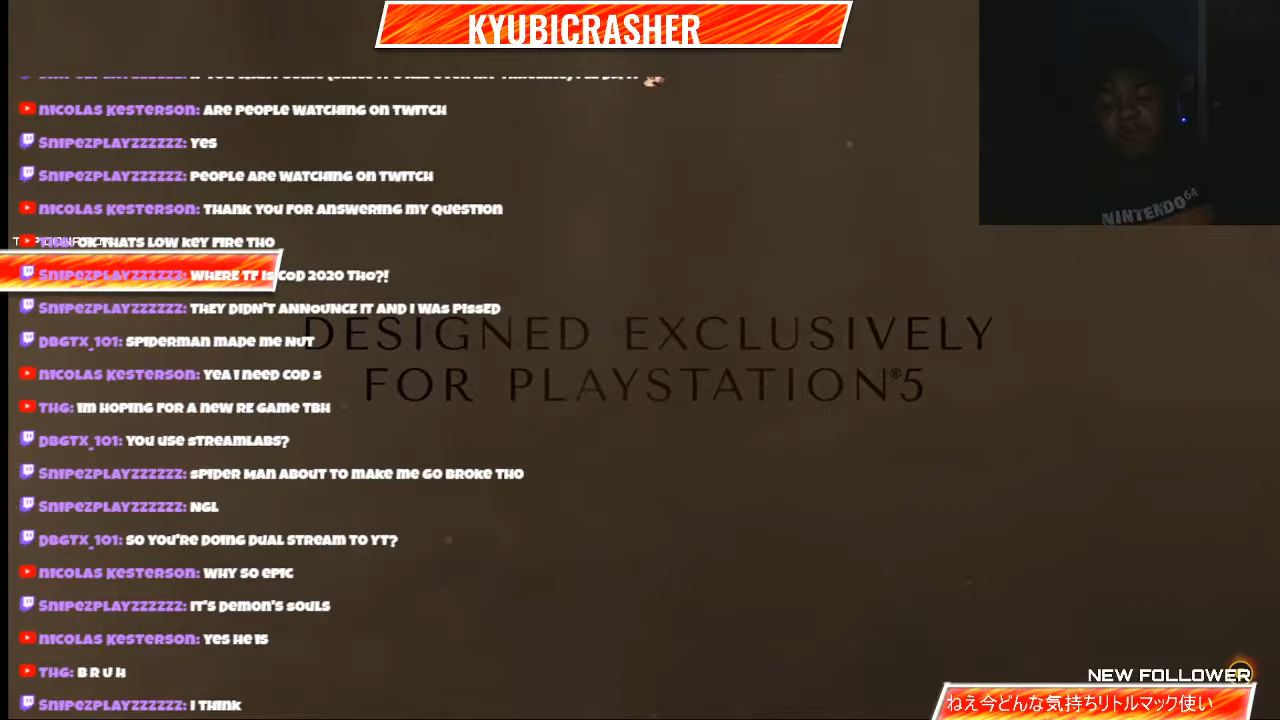 KYUBICRASHER
NICOLAS KESTERSON: ARE PEOPLE WATCHING ON TWITCH
SNIPEZPLAYZZZZZZ: YES
SNIPEZPLAYZZZZZZ: PEOPLE ARE WATCHING ON TWITCH
NICOLAS KESTERSON: THANK YOU FOR ANSWERING MY QUESTION
THG: OK THATS LOW KEY FIRE THO
SNIPEZPLAYZZZZZZ: WHERE TF IS COD 2020 THO?!
SNIPEZPLAYZZZZZZ: THEY DIDN'T ANNOUNCE IT AND I WAS PISSED
DBGTX_101: SPIDERMAN MADE ME NUT
NICOLAS KESTERSON: YEA I NEED COD 5
THG: IM HOPING FOR A NEW RE GAME TBH
DBGTX_101: YOU USE STREAMLABS?
SNIPEZPLAYZZZZZZ: SPIDER MAN ABOUT TO MAKE ME GO BROKE THO
SNIPEZPLAYZZZZZZ: NGL
DBGTX_101: SO YOU'RE DOING DUAL STREAM TO YT?
NICOLAS KESTERSON: WHY SO EPIC
SNIPEZPLAYZZZZZZ: IT'S DEMON'S SOULS
NICOLAS KESTERSON: YES HE IS
THG: B R U H
SNIPEZPLAYZZZZZZ: I THINK
DESIGNED EXCLUSIVELY
FOR PLAYSTATION®5
NINTENDO64
NEW FOLLOWER
ねえ今どんな気持ちリトルマック使い